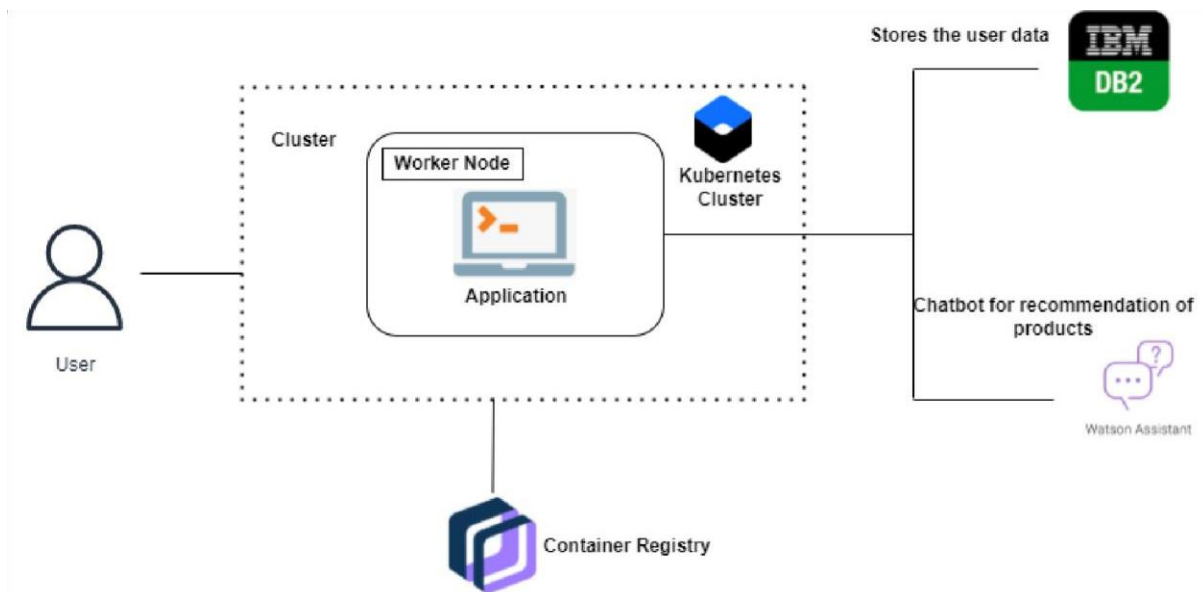 Stores the user data
IBM
DB2
Cluster
Worker Node
Kubernetes
Cluster
Application
User
Chatbot for recommendation of
products
Watson Assistant
Container Registry